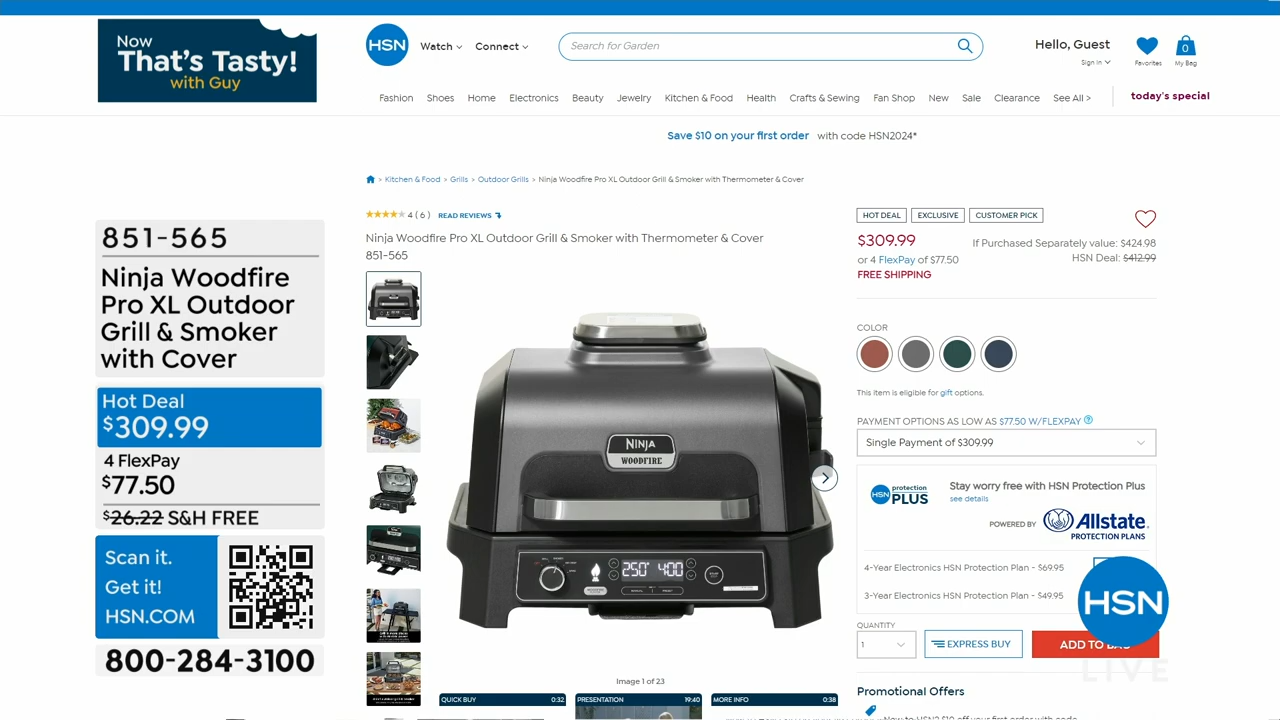 Now
That's Tasty!
with Guy
HSN
Watch
Connect
Search for Garden
Hello, Guest
Sign In
Favorites
0
My Bag
Fashion Shoes Home Electronics Beauty Jewelry Kitchen & Food Health Crafts & Sewing Fan Shop New Sale Clearance See All >
today's special
Save $10 on your first order with code HSN2024*
> Kitchen & Food > Grills > Outdoor Grills > Ninja Woodfire Pro XL Outdoor Grill & Smoker with Thermometer & Cover
4 ( 6 ) READ REVIEWS
Ninja Woodfire Pro XL Outdoor Grill & Smoker with Thermometer & Cover
851-565
851-565
Ninja Woodfire
Pro XL Outdoor
Grill & Smoker
with Cover
Hot Deal
$309.99
4 FlexPay
$77.50
$26.22 S&H FREE
Scan it.
Get it!
HSN.COM
800-284-3100
NINJA
WOODFIRE
250° 400°
Image 1 of 23
QUICK BUY 0:32
PRESENTATION 19:40
MORE INFO 0:38
HOT DEAL
EXCLUSIVE
CUSTOMER PICK
$309.99
If Purchased Separately value: $424.98
or 4 FlexPay of $77.50
HSN Deal: $412.99
FREE SHIPPING
COLOR
This item is eligible for gift options.
PAYMENT OPTIONS AS LOW AS $77.50 W/FLEXPAY
Single Payment of $309.99
HSN protection PLUS
Stay worry free with HSN Protection Plus
see details
POWERED BY
Allstate
PROTECTION PLANS
4-Year Electronics HSN Protection Plan - $69.95
3-Year Electronics HSN Protection Plan - $49.95
QUANTITY
1
EXPRESS BUY
ADD TO
HSN
LIVE
Promotional Offers
New to HSN? $10 off your first order with code